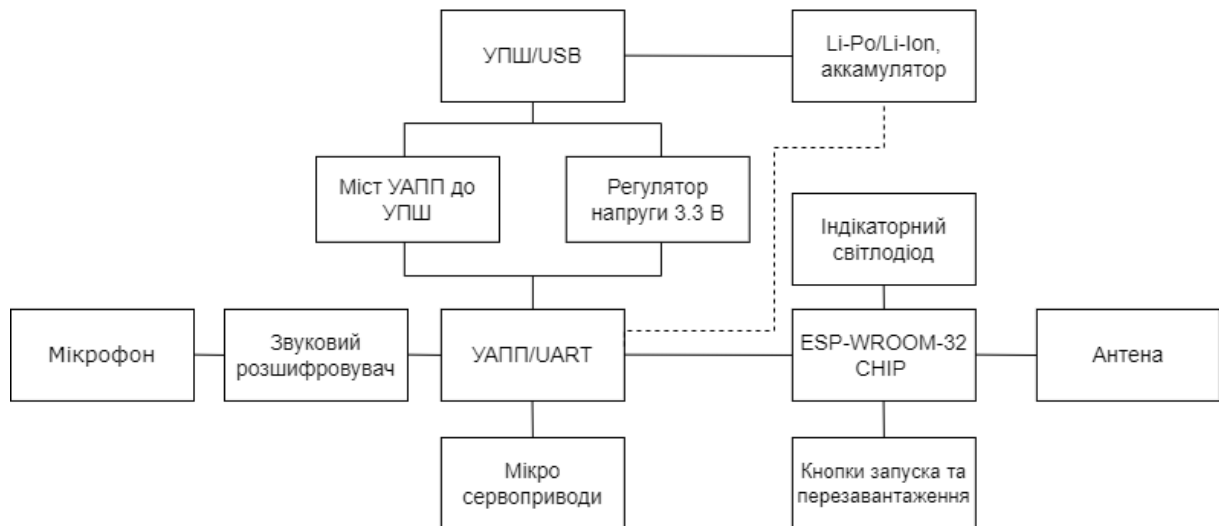 УПШ/USB
Li-Po/Li-Ion,
аккамулятор
Міст УАПП до
УПШ
Регулятор
напруги 3.3 В
Індікаторний
світлодіод
Мікрофон
Звуковий
розшифровувач
УАПП/UART
ESP-WROOM-32
CHIP
Антена
Мікро
сервоприводи
Кнопки запуска та
перезавантаження